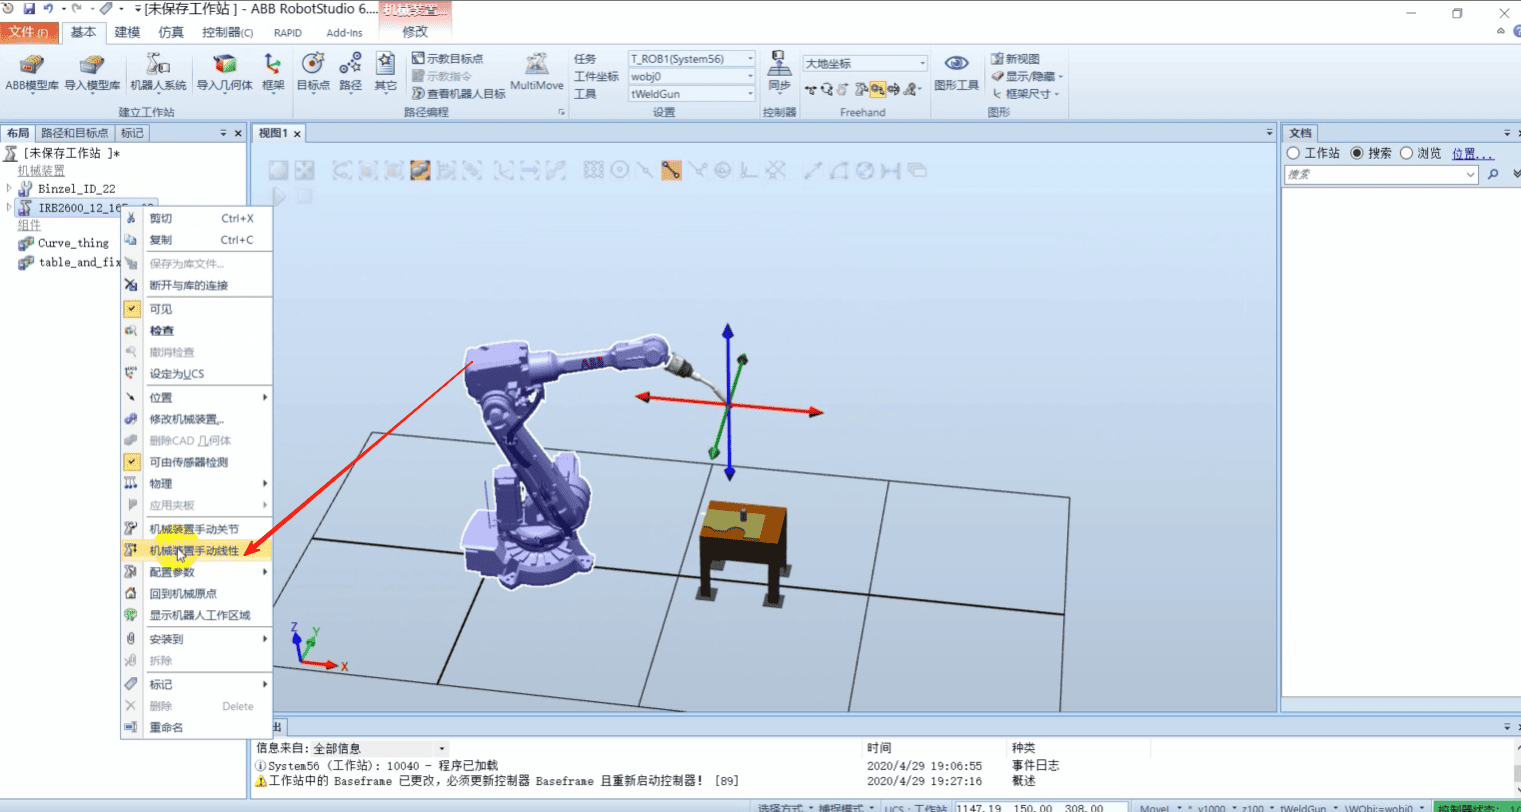 [未保存工作站 ] - ABB RobotStudio 6....
机械装置...
文件(F) 基本 建模 仿真 控制器(C) RAPID Add-Ins 修改
ABB模型库 导入模型库 机器人系统 导入几何体 框架
建立工作站
目标点 路径 其它
示教目标点
示教指令
查看机器人目标
MultiMove
路径编程
任务 T_ROB1(System56)
工件坐标 wobj0
工具 tWeldGun
设置
同步
控制器
大地坐标
Freehand
图形工具
新视图
显示/隐藏
框架尺寸
图形
布局 路径和目标点 标记
[未保存工作站 ]*
机械装置
Binzel_ID_22
IRB2600_12_16
组件
Curve_thing
table_and_fix
剪切 Ctrl+X
复制 Ctrl+C
保存为库文件...
断开与库的连接
可见
检查
撤消检查
设定为UCS
位置
修改机械装置...
删除CAD 几何体
可由传感器检测
物理
应用夹板
机械装置手动关节
机械装置手动线性
配置参数
回到机械原点
显示机器人工作区域
安装到
拆除
标记
删除 Delete
重命名
视图1
ABB
Z
Y
X
文档
工作站 搜索 浏览 位置...
搜索
出
信息来自: 全部信息 时间 种类
System56 (工作站): 10040 - 程序已加载 2020/4/29 19:06:55 事件日志
工作站中的 Baseframe 已更改，必须更新控制器 Baseframe 且重新启动控制器! [89] 2020/4/29 19:27:16 概述
选择方式 捕捉模式 UCS : 工作站 1147.19 150.00 308.00 MoveL * v1000 z100 tWeldGun \WObj:=wobj0 控制器状态: 1/